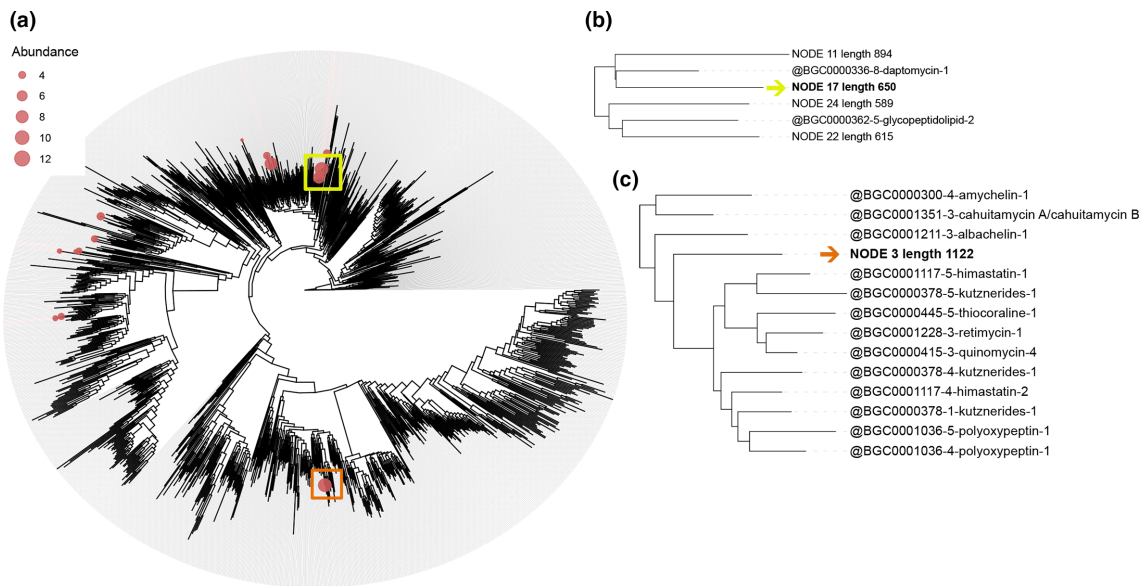 (a)
Abundance
4
6
8
10
12
(b)
NODE 11 length 894
@BGC0000336-8-daptomycin-1
NODE 17 length 650
NODE 24 length 589
@BGC0000362-5-glycopeptidolipid-2
NODE 22 length 615
(c)
@BGC0000300-4-amychelin-1
@BGC0001351-3-cahuitamycin A/cahuitamycin B
@BGC0001211-3-albachelin-1
NODE 3 length 1122
@BGC0001117-5-himastatin-1
@BGC0000378-5-kutznerides-1
@BGC0000445-5-thiocoraline-1
@BGC0001228-3-retimycin-1
@BGC0000415-3-quinomycin-4
@BGC0000378-4-kutznerides-1
@BGC0001117-4-himastatin-2
@BGC0000378-1-kutznerides-1
@BGC0001036-5-polyoxypeptin-1
@BGC0001036-4-polyoxypeptin-1